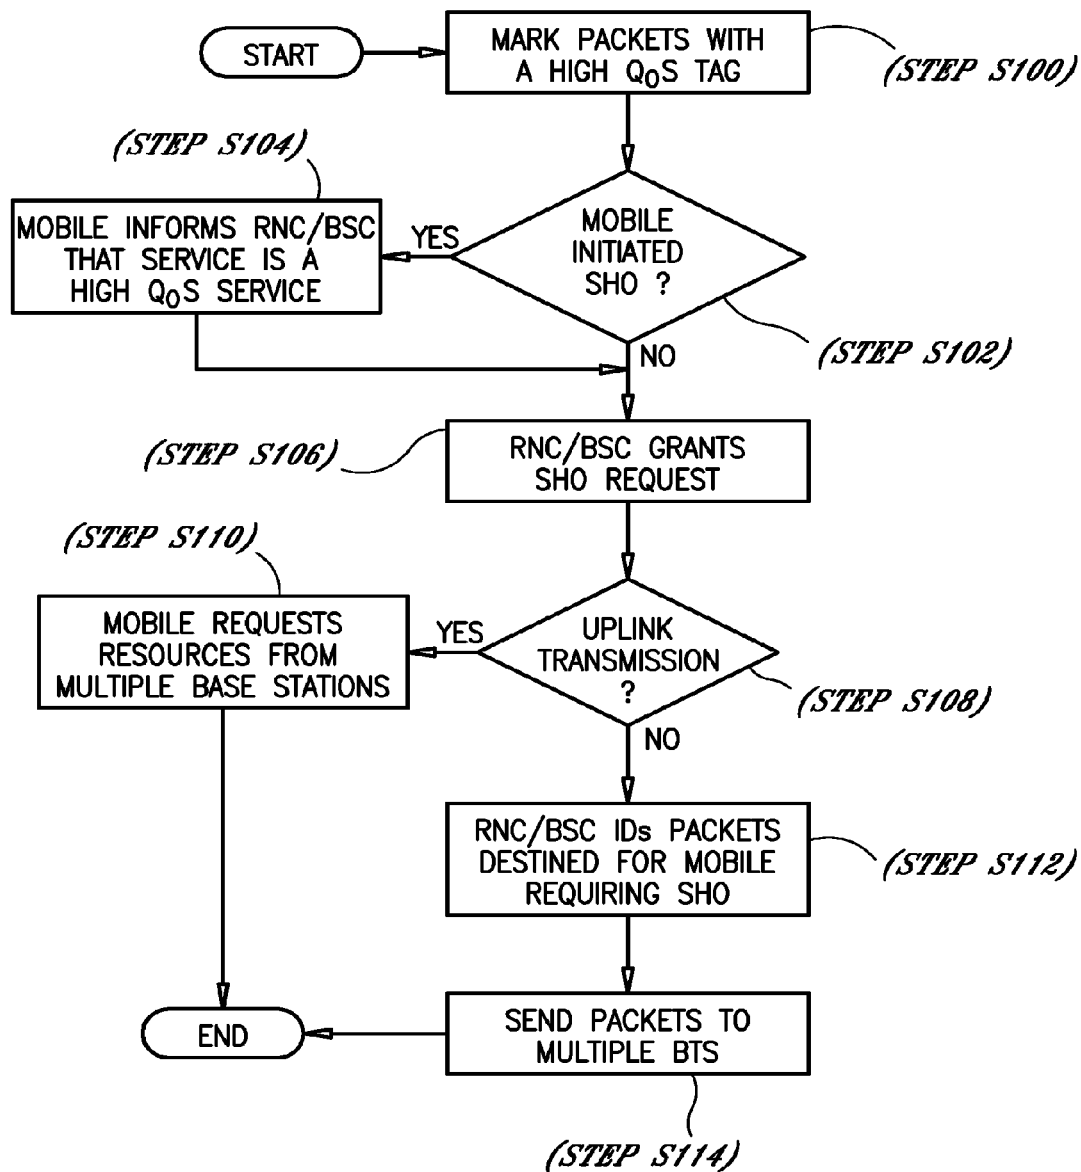 START
MARK PACKETS WITH
A HIGH QOS TAG
(STEP S100)
(STEP S104)
MOBILE INFORMS RNC/BSC
THAT SERVICE IS A
HIGH QOS SERVICE
YES
MOBILE
INITIATED
SHO ?
(STEP S102)
NO
(STEP S106)
RNC/BSC GRANTS
SHO REQUEST
(STEP S110)
MOBILE REQUESTS
RESOURCES FROM
MULTIPLE BASE STATIONS
YES
UPLINK
TRANSMISSION
?
(STEP S108)
NO
RNC/BSC IDs PACKETS
DESTINED FOR MOBILE
REQUIRING SHO
(STEP S112)
END
SEND PACKETS TO
MULTIPLE BTS
(STEP S114)